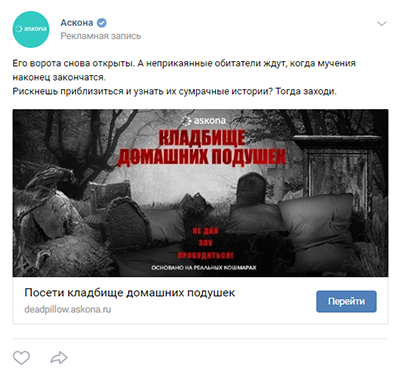 askona
Аскона
Рекламная запись
Его ворота снова открыты. А неприкаянные обитатели ждут, когда мучения
наконец закончатся.
Рискнешь приблизиться и узнать их сумрачные истории? Тогда заходи.
askona
КЛАДБИЩЕ
ДОМАШНИХ ПОДУШЕК
НЕ ДАЙ
ЗЛУ
ПРОБУДИТЬСЯ!
ОСНОВАНО НА РЕАЛЬНЫХ КОШМАРАХ
Посети кладбище домашних подушек
deadpillow.askona.ru
Перейти